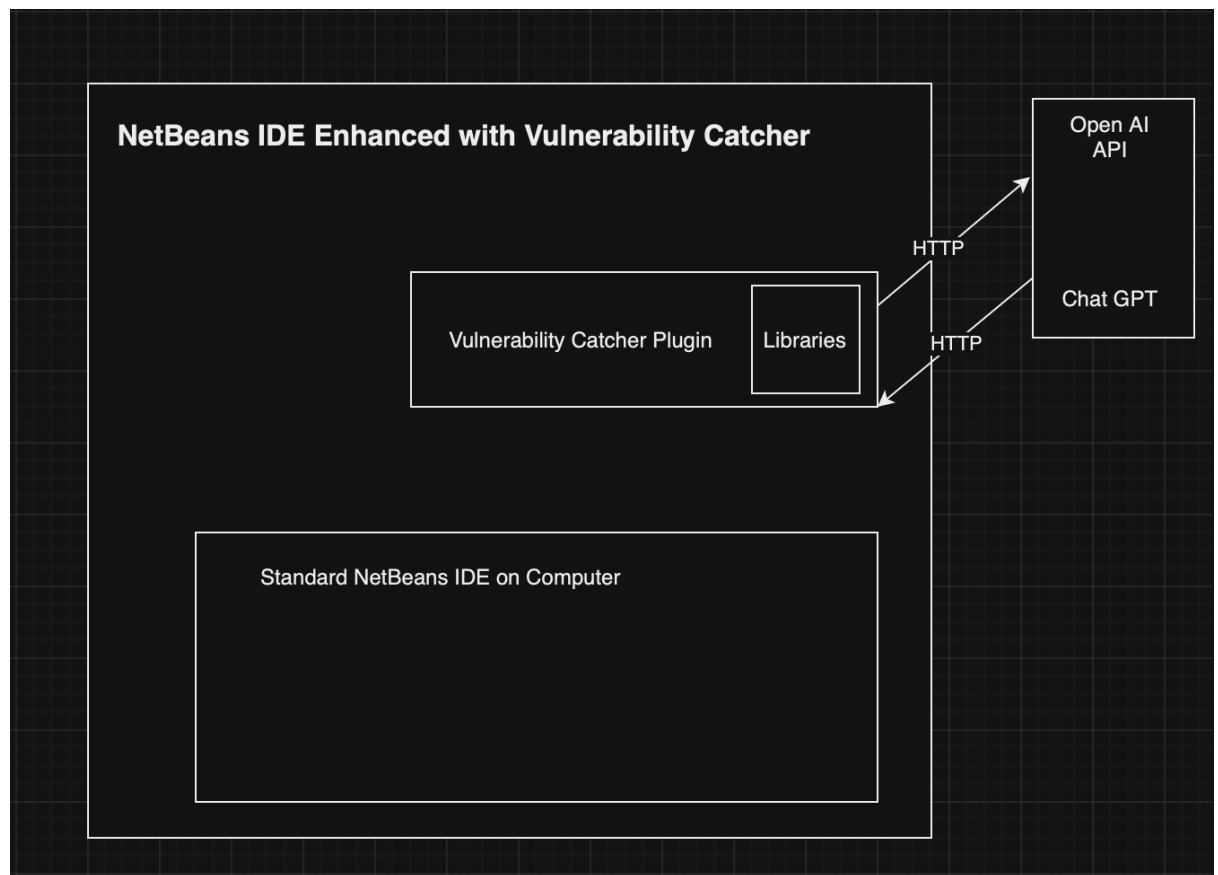 NetBeans IDE Enhanced with Vulnerability Catcher
Open AI
API
HTTP
Chat GPT
Vulnerability Catcher Plugin
Libraries
HTTP
Standard NetBeans IDE on Computer